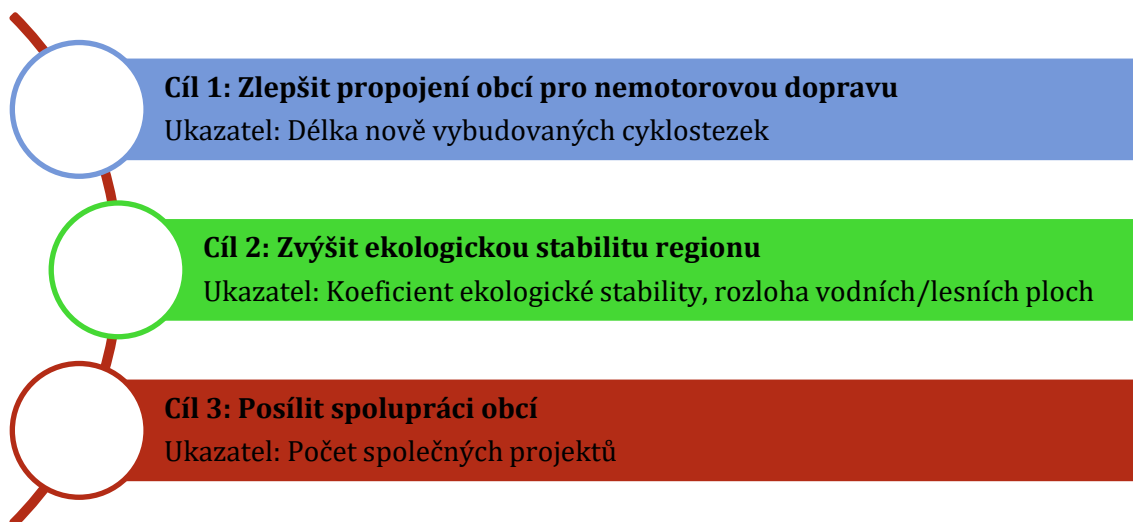 Cíl 1: Zlepšit propojení obcí pro nemotorovou dopravu
Ukazatel: Délka nově vybudovaných cyklostezek
Cíl 2: Zvýšit ekologickou stabilitu regionu
Ukazatel: Koeficient ekologické stability, rozloha vodních/lesních ploch
Cíl 3: Posílit spolupráci obcí
Ukazatel: Počet společných projektů